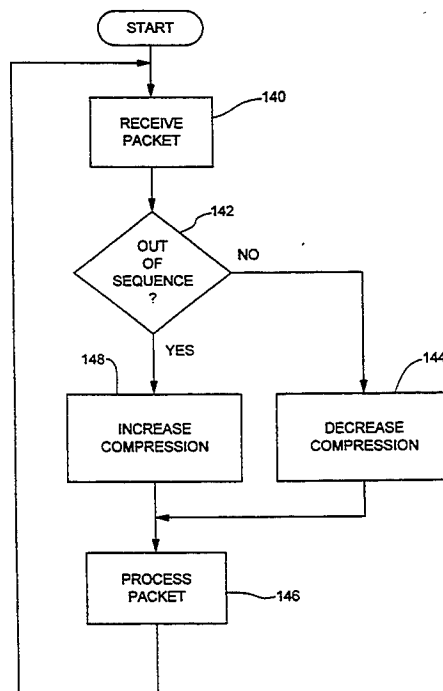 START
140
RECEIVE
PACKET
142
OUT
OF
SEQUENCE
?
NO
YES
148
INCREASE
COMPRESSION
144
DECREASE
COMPRESSION
PROCESS
PACKET
146